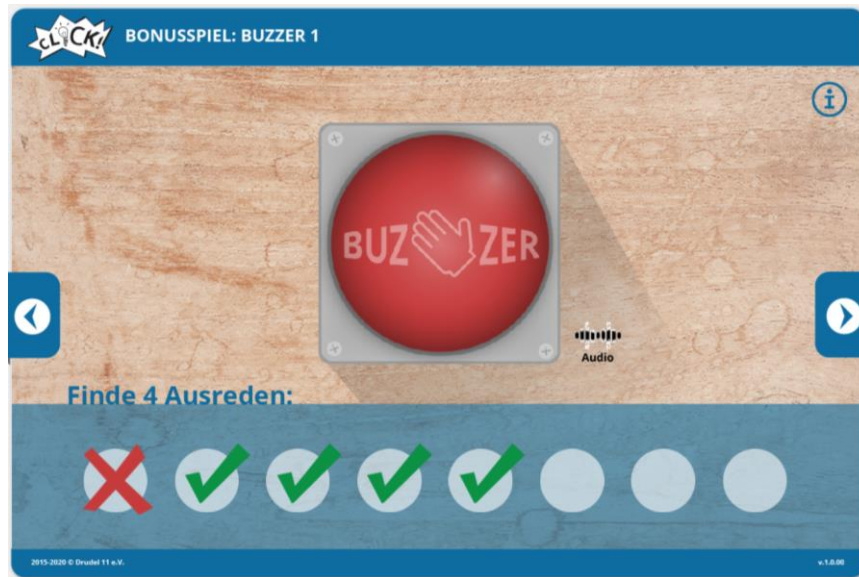 CLICK!
BONUSSPIEL: BUZZER 1
BUZZER
Audio
Finde 4 Ausreden:
2015-2020 © Drudel 11 e.V.
v.1.0.00